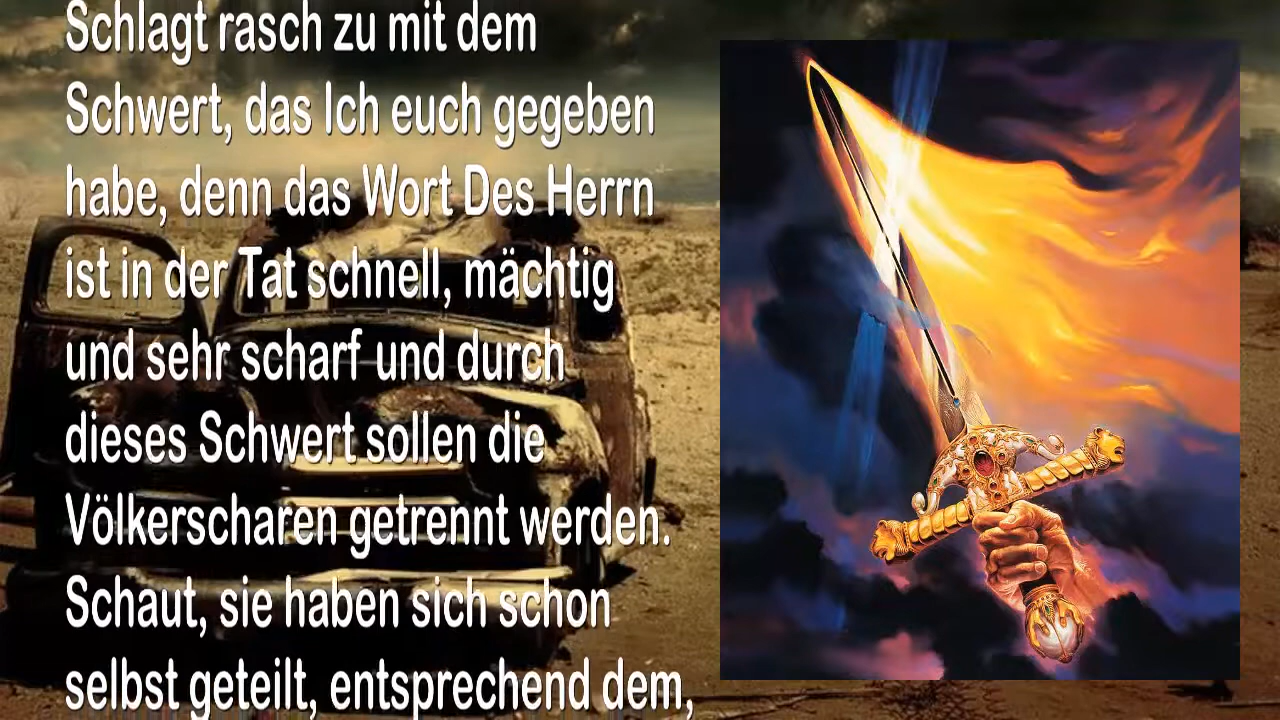 Schlagt rasch zu mit dem
Schwert, das Ich euch gegeben
habe, denn das Wort Des Herrn
ist in der Tat schnell, mächtig
und sehr scharf und durch
dieses Schwert sollen die
Völkerscharen getrennt werden.
Schaut, sie haben sich schon
selbst geteilt, entsprechend dem,